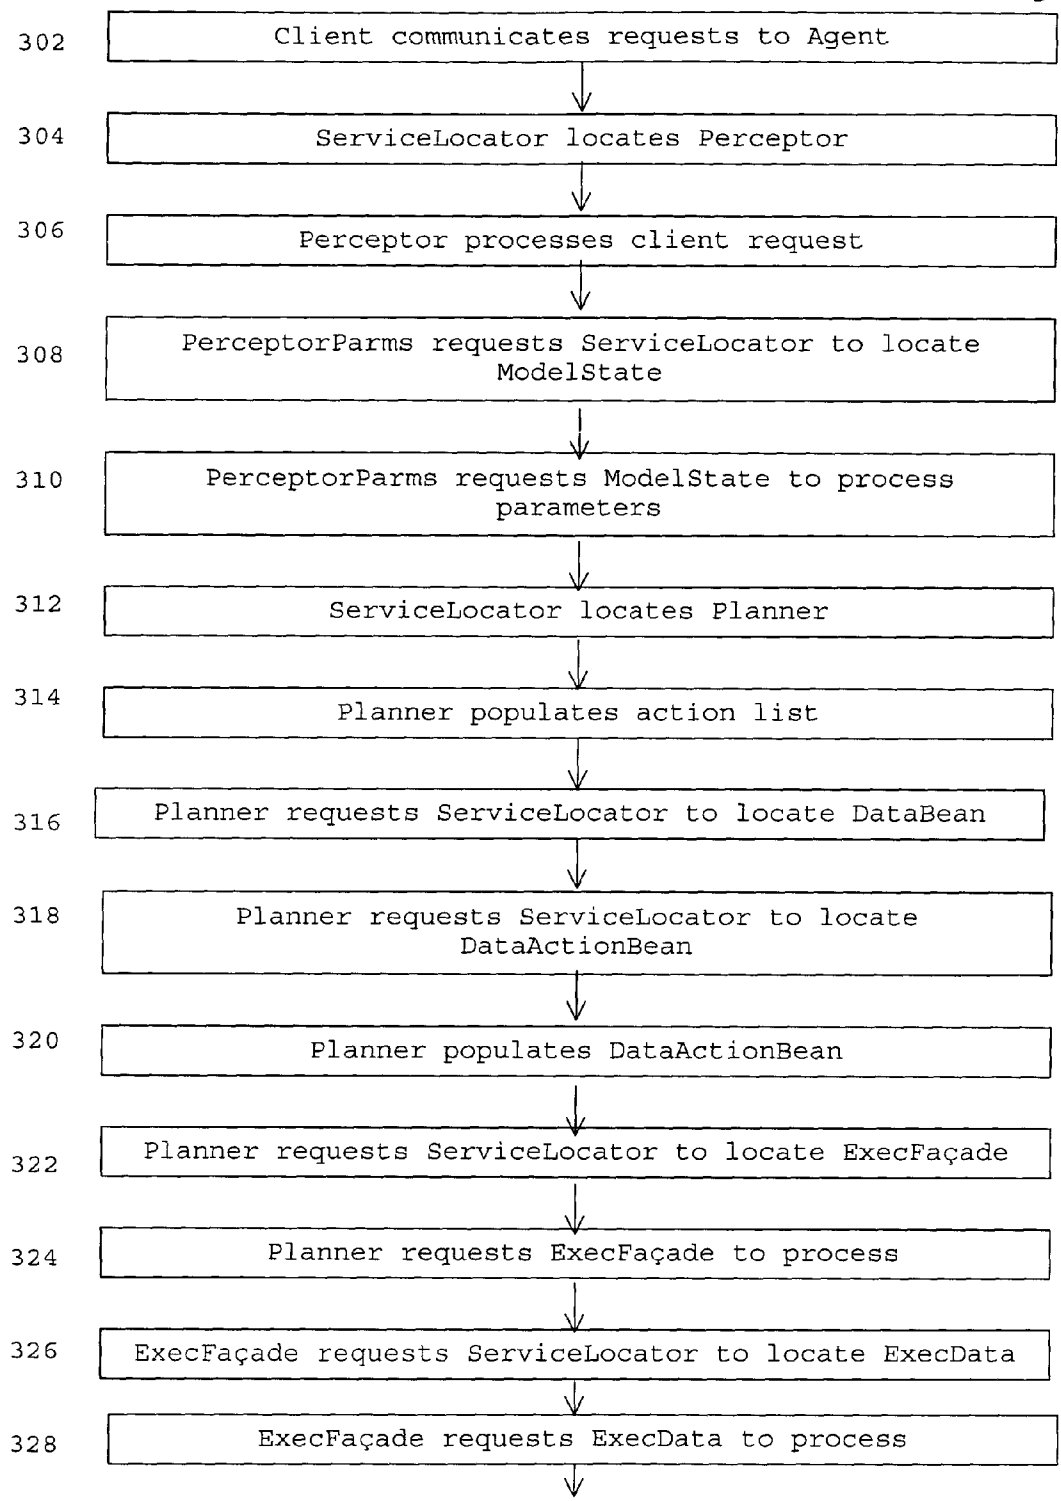 302 Client communicates requests to Agent
304 ServiceLocator locates Perceptor
306 Perceptor processes client request
308 PerceptorParms requests ServiceLocator to locate
ModelState
310 PerceptorParms requests ModelState to process
parameters
312 ServiceLocator locates Planner
314 Planner populates action list
316 Planner requests ServiceLocator to locate DataBean
318 Planner requests ServiceLocator to locate
DataActionBean
320 Planner populates DataActionBean
322 Planner requests ServiceLocator to locate ExecFaçade
324 Planner requests ExecFaçade to process
326 ExecFaçade requests ServiceLocator to locate ExecData
328 ExecFaçade requests ExecData to process